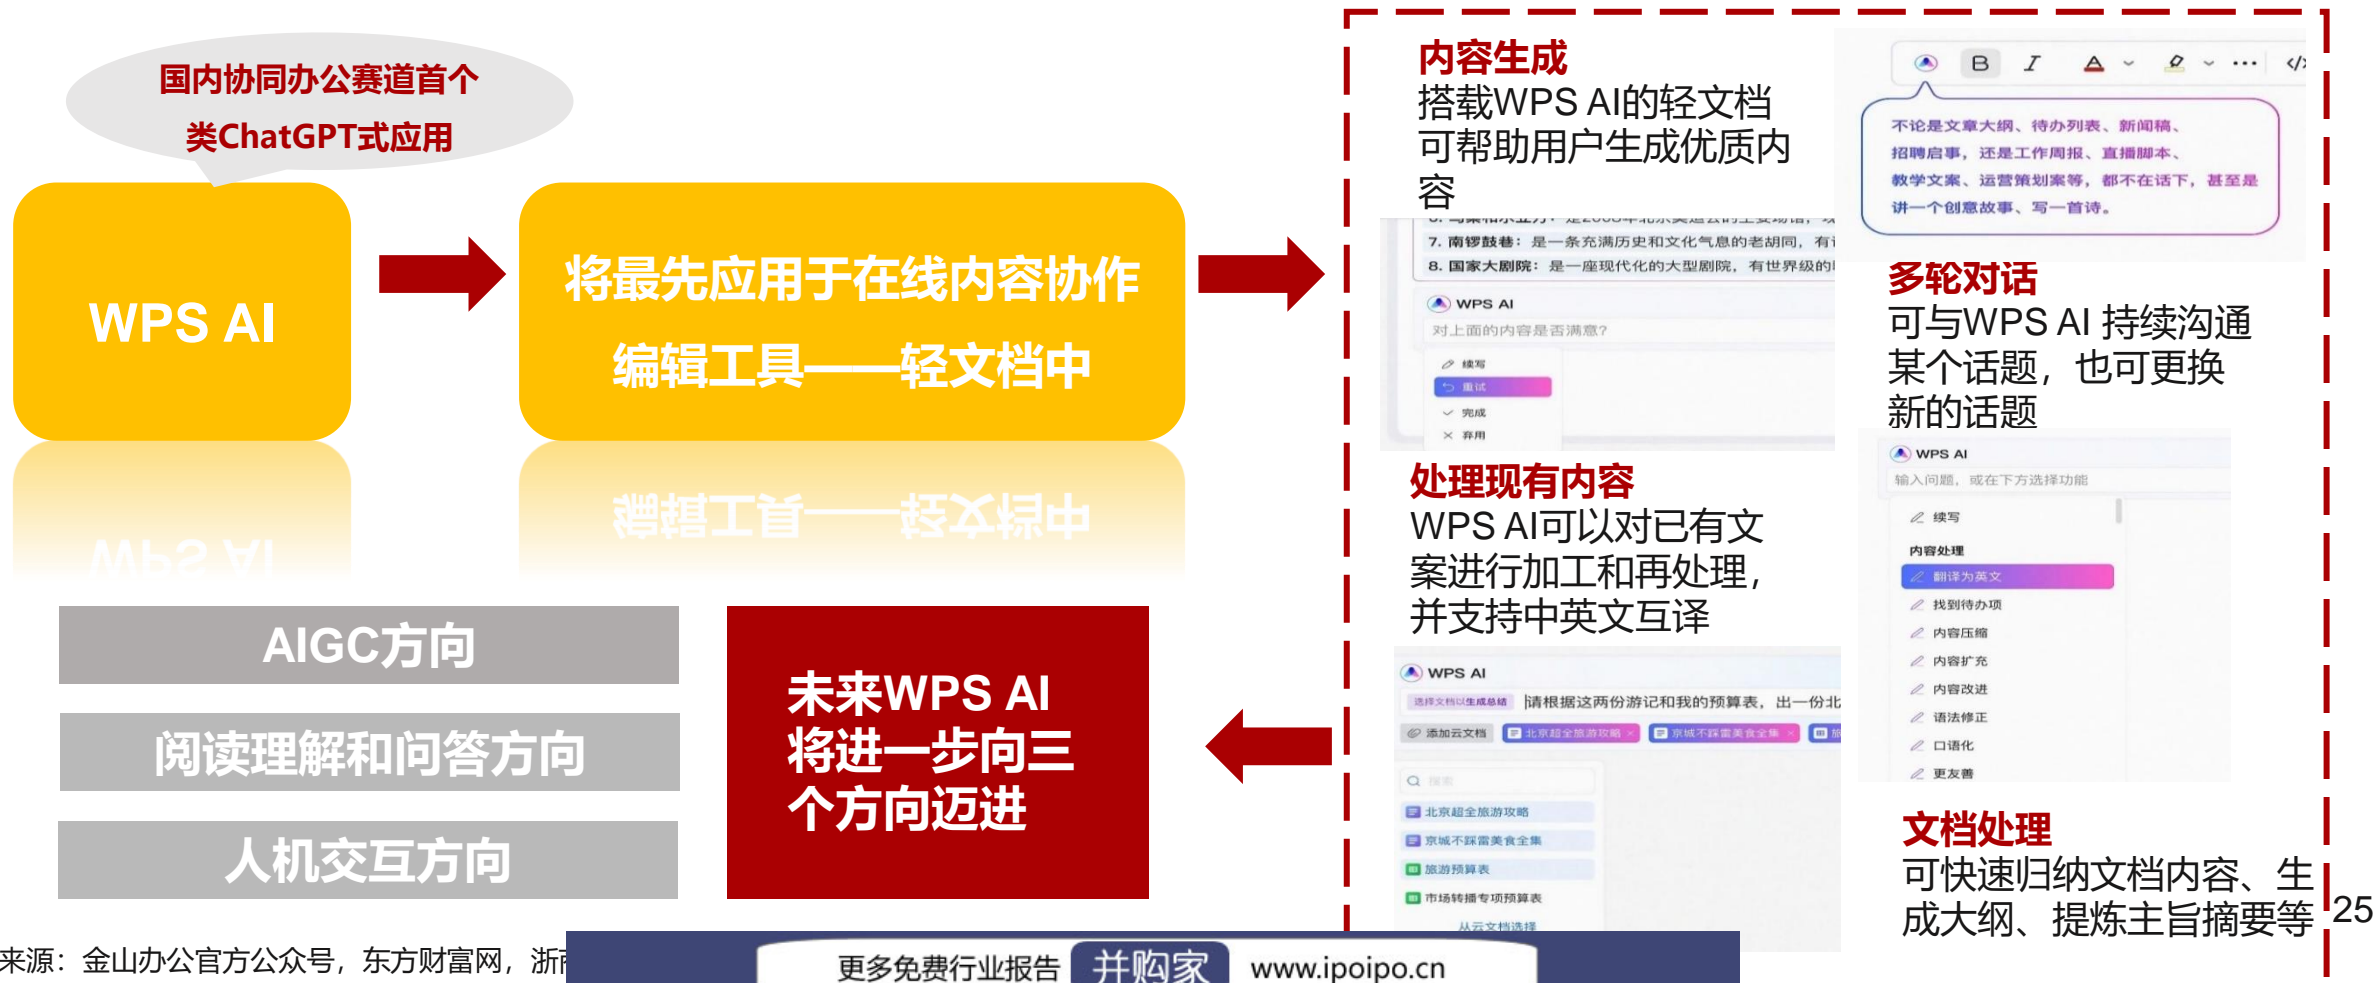 国内协同办公赛道首个
类ChatGPT式应用
WPS AI
将最先应用于在线内容协作
编辑工具——轻文档中
AIGC方向
阅读理解和问答方向
人机交互方向
未来WPS AI
将进一步向三
个方向迈进
内容生成
搭载WPS AI的轻文档
可帮助用户生成优质内
容
7. 南锣鼓巷：是一条充满历史和文化气息的老胡同，有
8. 国家大剧院：是一座现代化的大型剧院，有世界级的
WPS AI
对上面的内容是否满意？
续写
重试
完成
弃用
处理现有内容
WPS AI可以对已有文
案进行加工和再处理，
并支持中英文互译
WPS AI
选择文档以生成总结 请根据这两份游记和我的预算表，出一份北
添加云文档 北京超全旅游攻略 × 京城不踩雷美食全集 × 旅
搜索
北京超全旅游攻略
京城不踩雷美食全集
旅游预算表
市场转播专项预算表
从云文档选择
B I A ··· </>
不论是文章大纲、待办列表、新闻稿、
招聘启事，还是工作周报、直播脚本、
教学文案、运营策划案等，都不在话下，甚至是
讲一个创意故事、写一首诗。
多轮对话
可与WPS AI 持续沟通
某个话题，也可更换
新的话题
WPS AI
输入问题，或在下方选择功能
续写
内容处理
翻译为英文
找到待办项
内容压缩
内容扩充
内容改进
语法修正
口语化
更友善
文档处理
可快速归纳文档内容、生
成大纲、提炼主旨摘要等
25
来源：金山办公官方公众号，东方财富网，浙
更多免费行业报告 并购家 www.ipoipo.cn